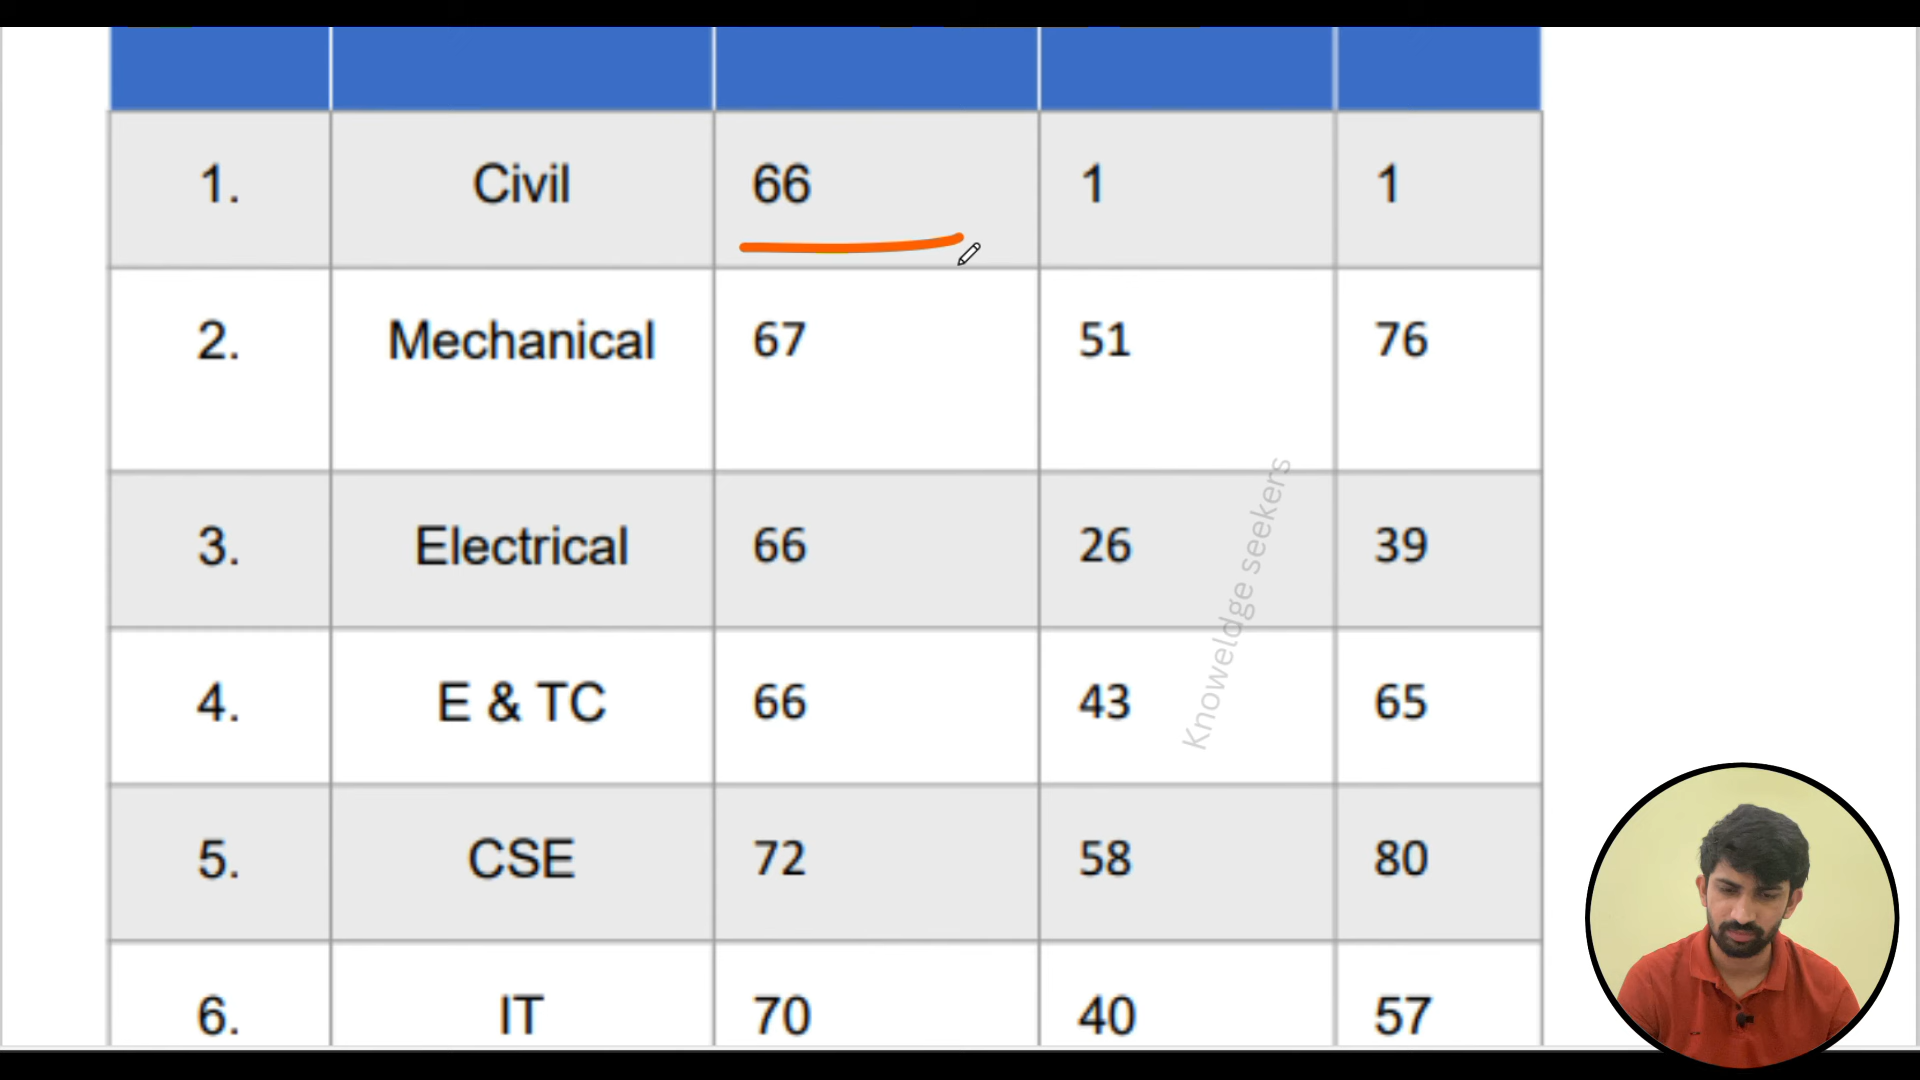 1. Civil 66 1 1
2. Mechanical 67 51 76
3. Electrical 66 26 39
4. E & TC 66 43 65
5. CSE 72 58 80
6. IT 70 40 57
Knoweldge seekers